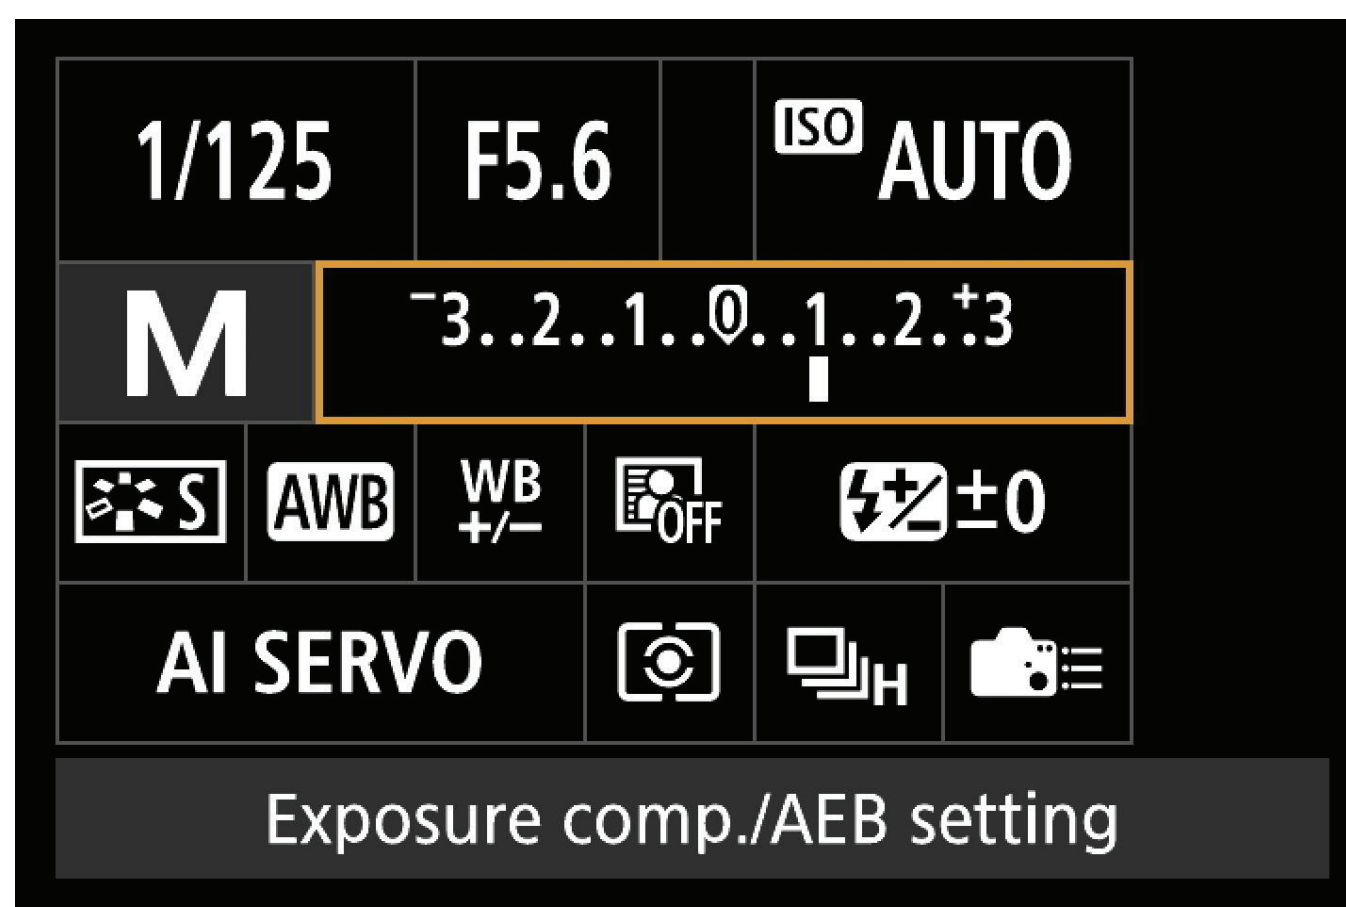 1/125 F5.6 ISO AUTO
M -3..2..1..0..1..2..+3
S AWB WB +/- OFF ±0
AI SERVO H
Exposure comp./AEB setting